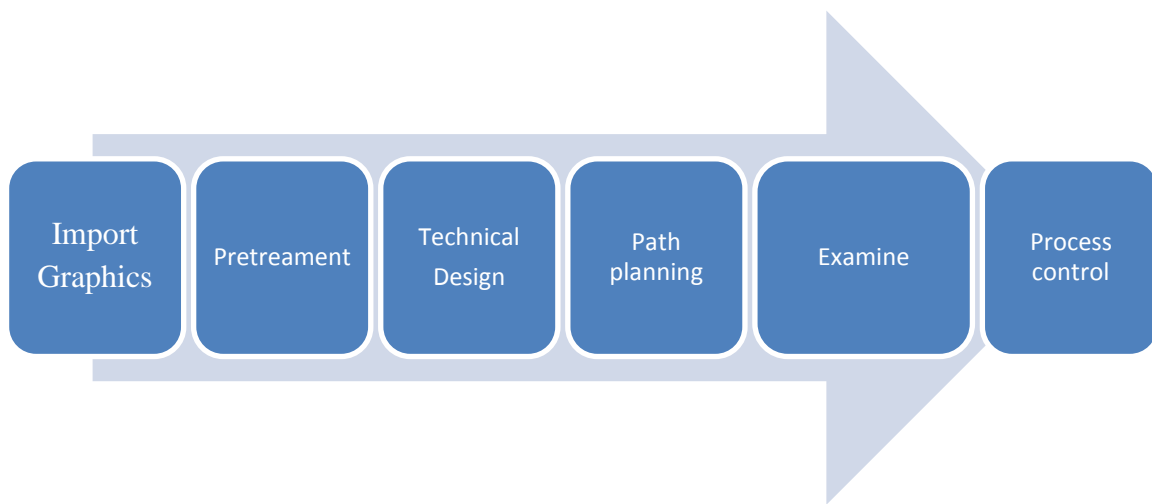 Import
Graphics
Pretreament
Technical
Design
Path
planning
Examine
Process
control